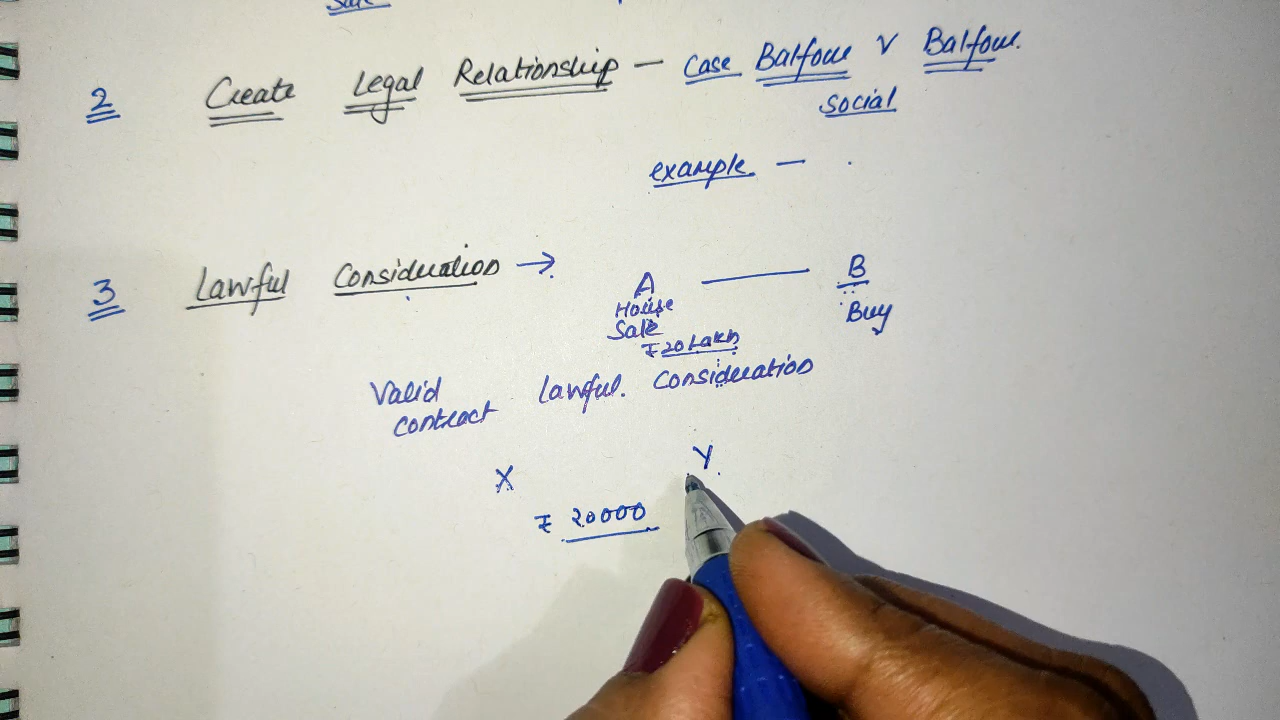 2 Create Legal Relationship — Case Balfour v Balfour.
social
example —
3 Lawful Consideration → A — B
House Buy
Sale
₹20 Lakh
Valid lawful. Consideration
contract
X Y
₹ 20000